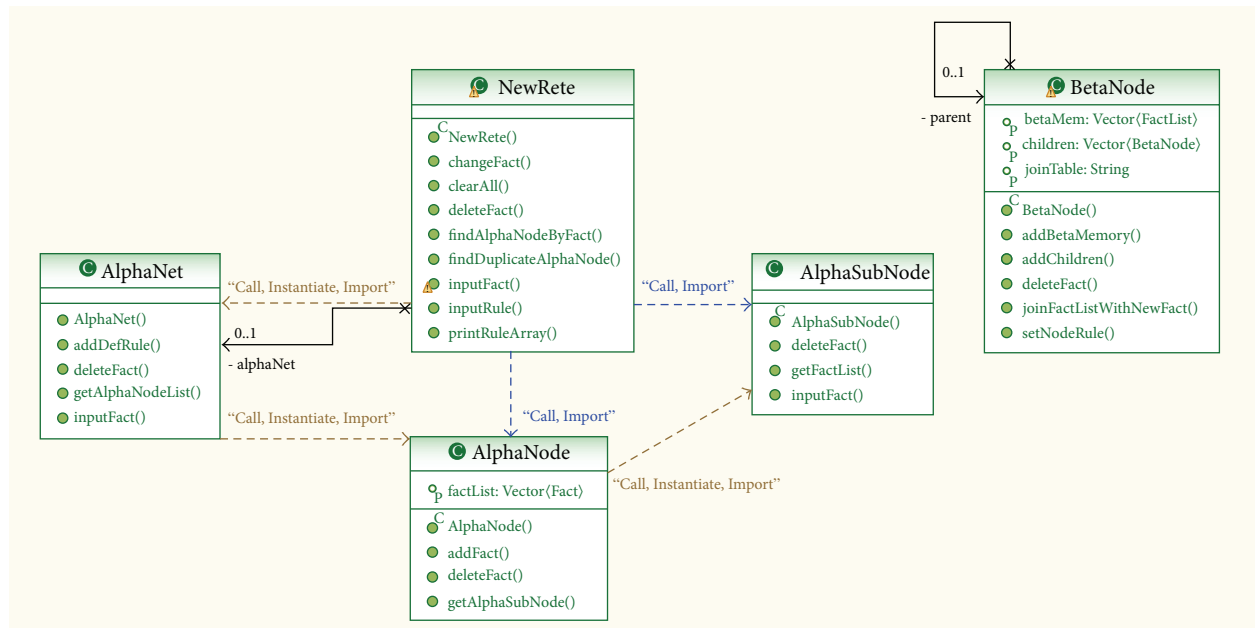 NewRete
NewRete()
changeFact()
clearAll()
deleteFact()
findAlphaNodeByFact()
findDuplicateAlphaNode()
inputFact()
inputRule()
printRuleArray()
0..1
- parent
BetaNode
betaMem: Vector⟨FactList⟩
children: Vector⟨BetaNode⟩
joinTable: String
BetaNode()
addBetaMemory()
addChildren()
deleteFact()
joinFactListWithNewFact()
setNodeRule()
AlphaNet
AlphaNet()
addDefRule()
deleteFact()
getAlphaNodeList()
inputFact()
“Call, Instantiate, Import”
0..1
- alphaNet
“Call, Instantiate, Import”
“Call, Import”
“Call, Import”
AlphaSubNode
AlphaSubNode()
deleteFact()
getFactList()
inputFact()
AlphaNode
factList: Vector⟨Fact⟩
AlphaNode()
addFact()
deleteFact()
getAlphaSubNode()
“Call, Instantiate, Import”